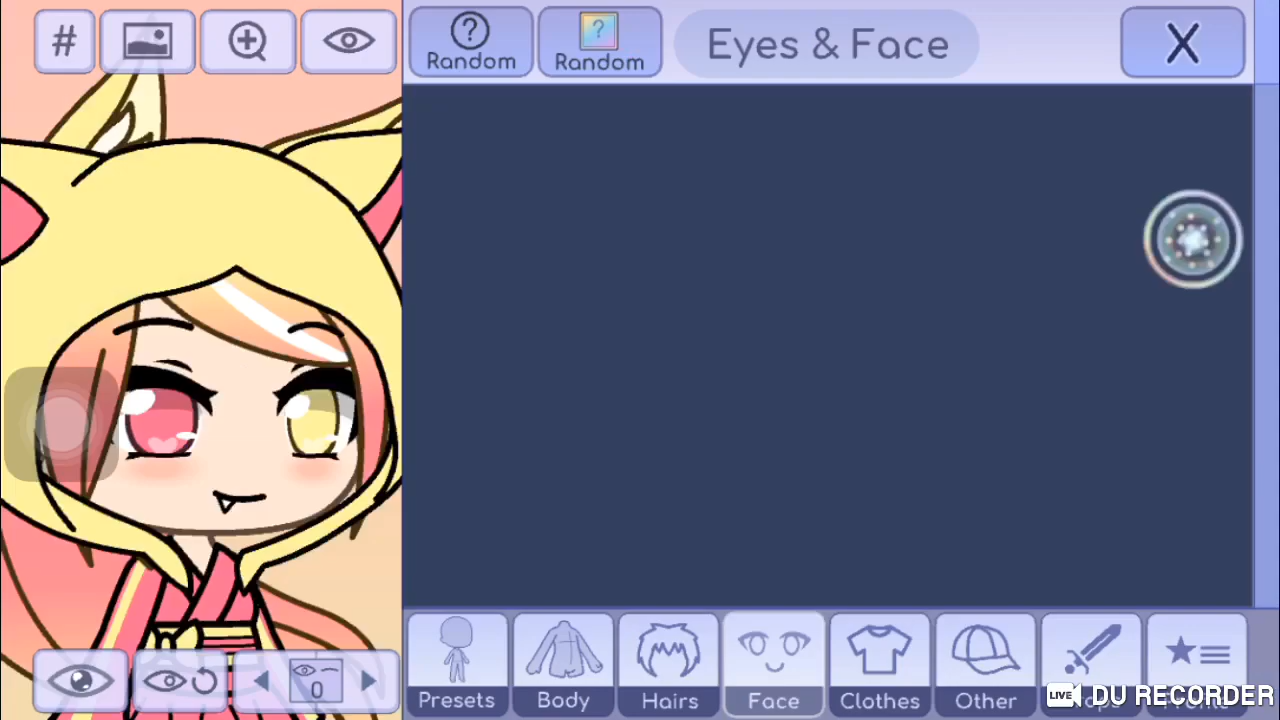 #
?
Random
?
Random
Eyes & Face
X
0
Presets
Body
Hairs
Face
Clothes
Other
LIVE
DU RECORDER